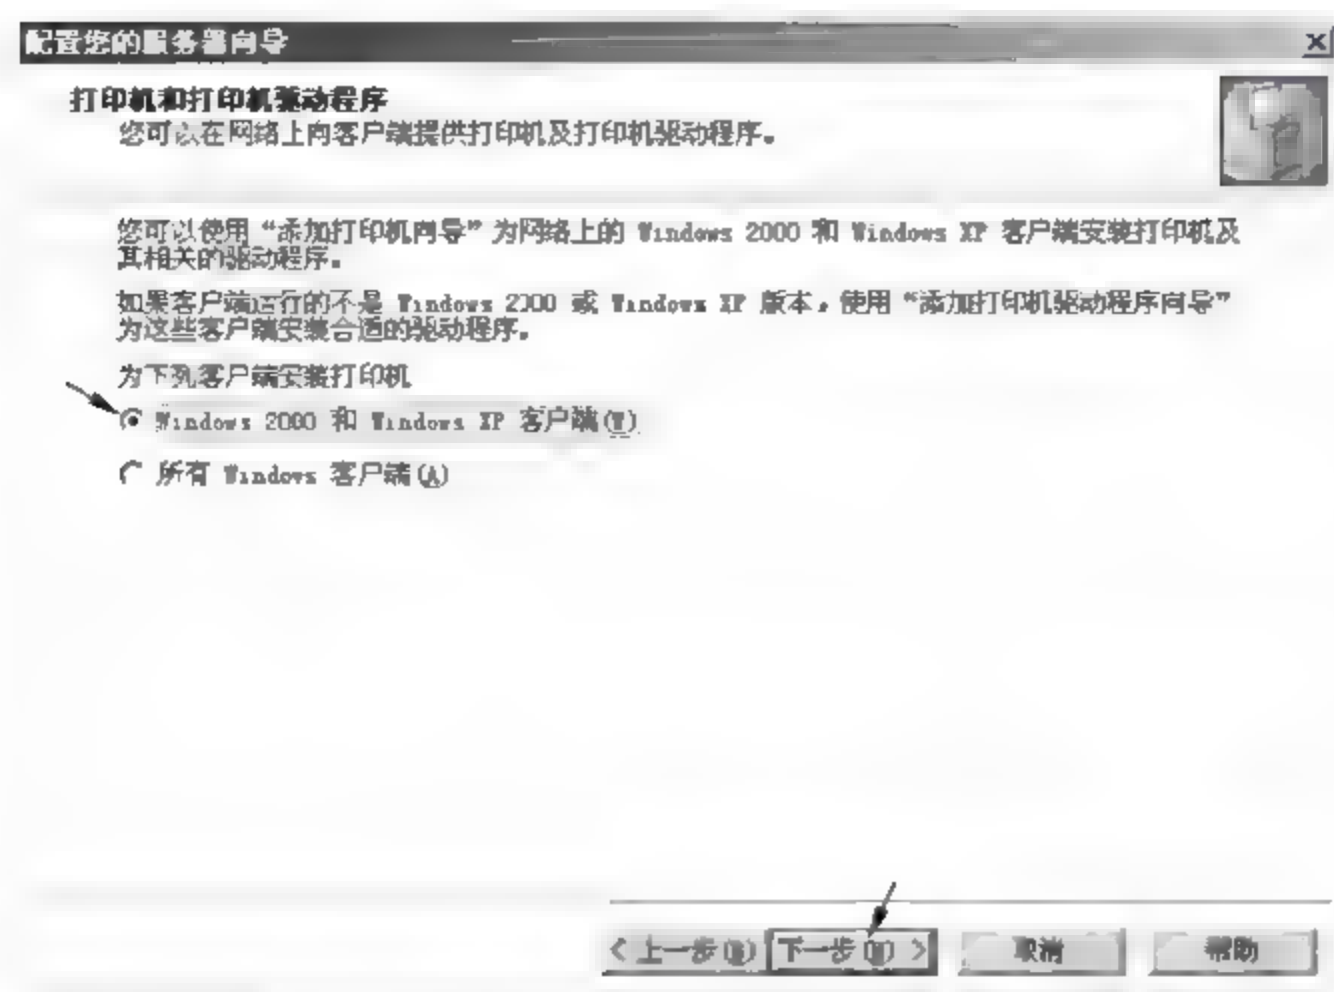 配置您的服务器向导
打印机和打印机驱动程序
您可以在网络上向客户端提供打印机及打印机驱动程序。
您可以使用“添加打印机向导”为网络上的 Windows 2000 和 Windows XP 客户端安装打印机及
其相关的驱动程序。
如果客户端运行的不是 Windows 2000 或 Windows XP 版本，使用“添加打印机驱动程序向导”
为这些客户端安装合适的驱动程序。
为下列客户端安装打印机
Windows 2000 和 Windows XP 客户端(W)
所有 Windows 客户端(A)
< 上一步(B) 下一步(N) > 取消 帮助